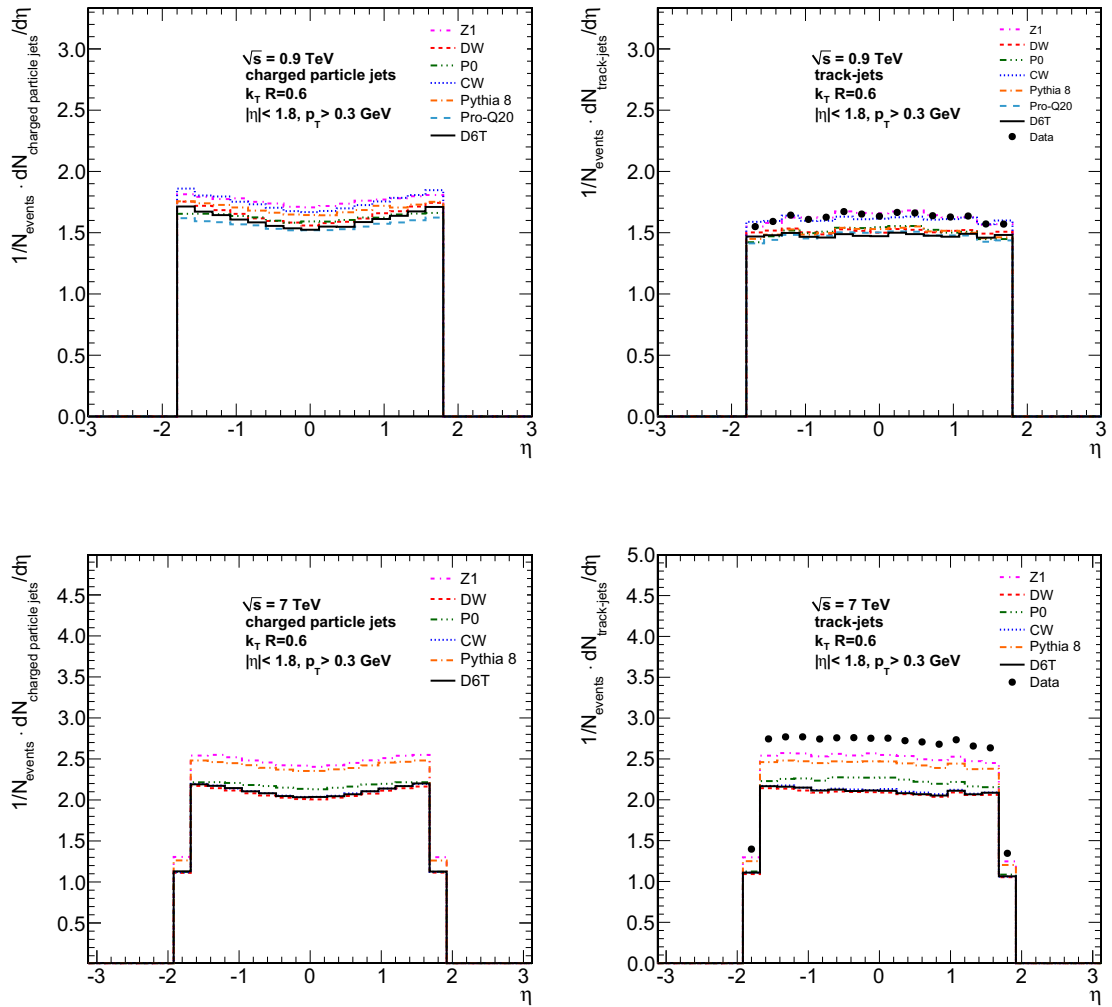 1/N_events · dN_charged particle jets/dη
3.0
2.5
2.0
1.5
1.0
0.5
0.0
-3 -2 -1 0 1 2 3
η
√s = 0.9 TeV
charged particle jets
k_T R=0.6
|η|< 1.8, p_T > 0.3 GeV
Z1
DW
P0
CW
Pythia 8
Pro-Q20
D6T
1/N_events · dN_track-jets/dη
3.0
2.5
2.0
1.5
1.0
0.5
0.0
-3 -2 -1 0 1 2 3
η
√s = 0.9 TeV
track-jets
k_T R=0.6
|η|< 1.8, p_T > 0.3 GeV
Z1
DW
P0
CW
Pythia 8
Pro-Q20
D6T
Data
1/N_events · dN_charged particle jets/dη
4.5
4.0
3.5
3.0
2.5
2.0
1.5
1.0
0.5
-3 -2 -1 0 1 2 3
η
√s = 7 TeV
charged particle jets
k_T R=0.6
|η|< 1.8, p_T > 0.3 GeV
Z1
DW
P0
CW
Pythia 8
D6T
1/N_events · dN_track-jets/dη
5.0
4.5
4.0
3.5
3.0
2.5
2.0
1.5
1.0
0.5
-3 -2 -1 0 1 2 3
η
√s = 7 TeV
track-jets
k_T R=0.6
|η|< 1.8, p_T > 0.3 GeV
Z1
DW
P0
CW
Pythia 8
D6T
Data